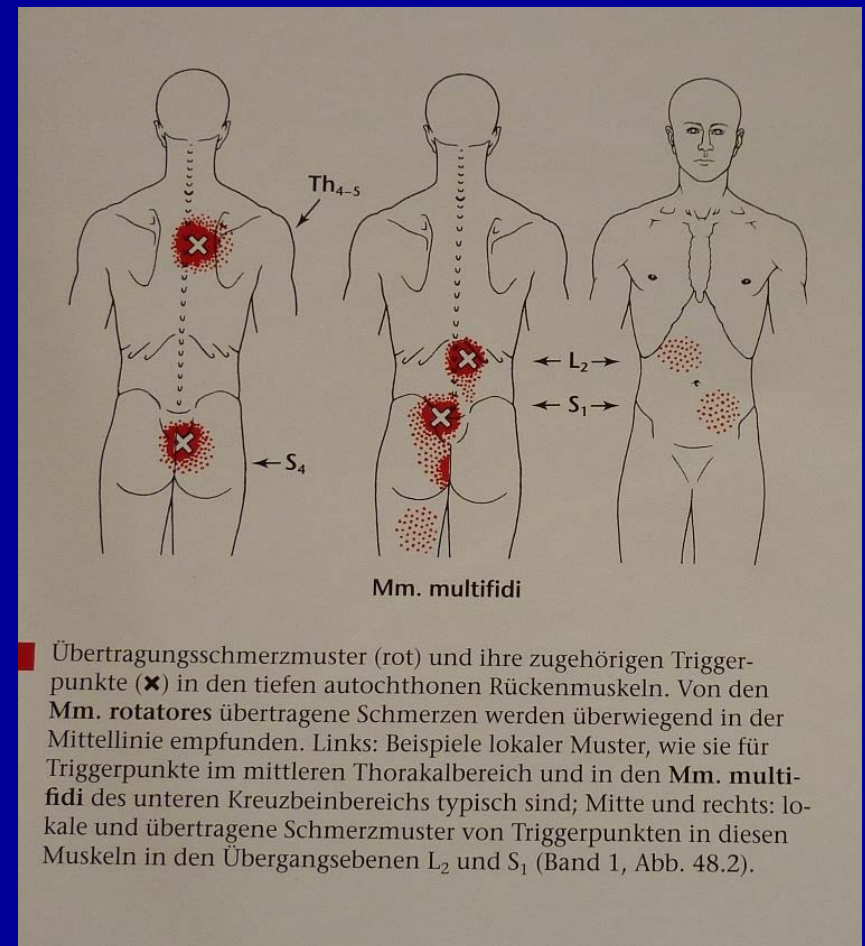 Th4–5
L2
S1
S4
Mm. multifidi
Übertragungsschmerzmuster (rot) und ihre zugehörigen Trigger-
punkte (✖) in den tiefen autochthonen Rückenmuskeln. Von den
Mm. rotatores übertragene Schmerzen werden überwiegend in der
Mittellinie empfunden. Links: Beispiele lokaler Muster, wie sie für
Triggerpunkte im mittleren Thorakalbereich und in den Mm. multi-
fidi des unteren Kreuzbeinbereichs typisch sind; Mitte und rechts: lo-
kale und übertragene Schmerzmuster von Triggerpunkten in diesen
Muskeln in den Übergangsebenen L2 und S1 (Band 1, Abb. 48.2).